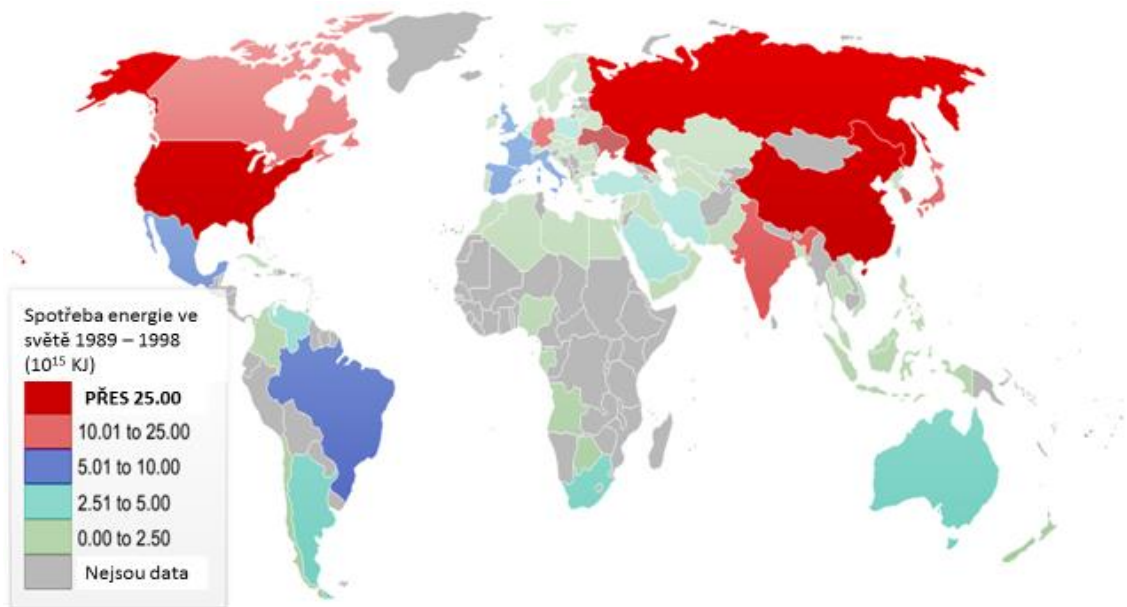 Spotřeba energie ve
světě 1989 – 1998
(10¹⁵ KJ)
PŘES 25.00
10.01 to 25.00
5.01 to 10.00
2.51 to 5.00
0.00 to 2.50
Nejsou data